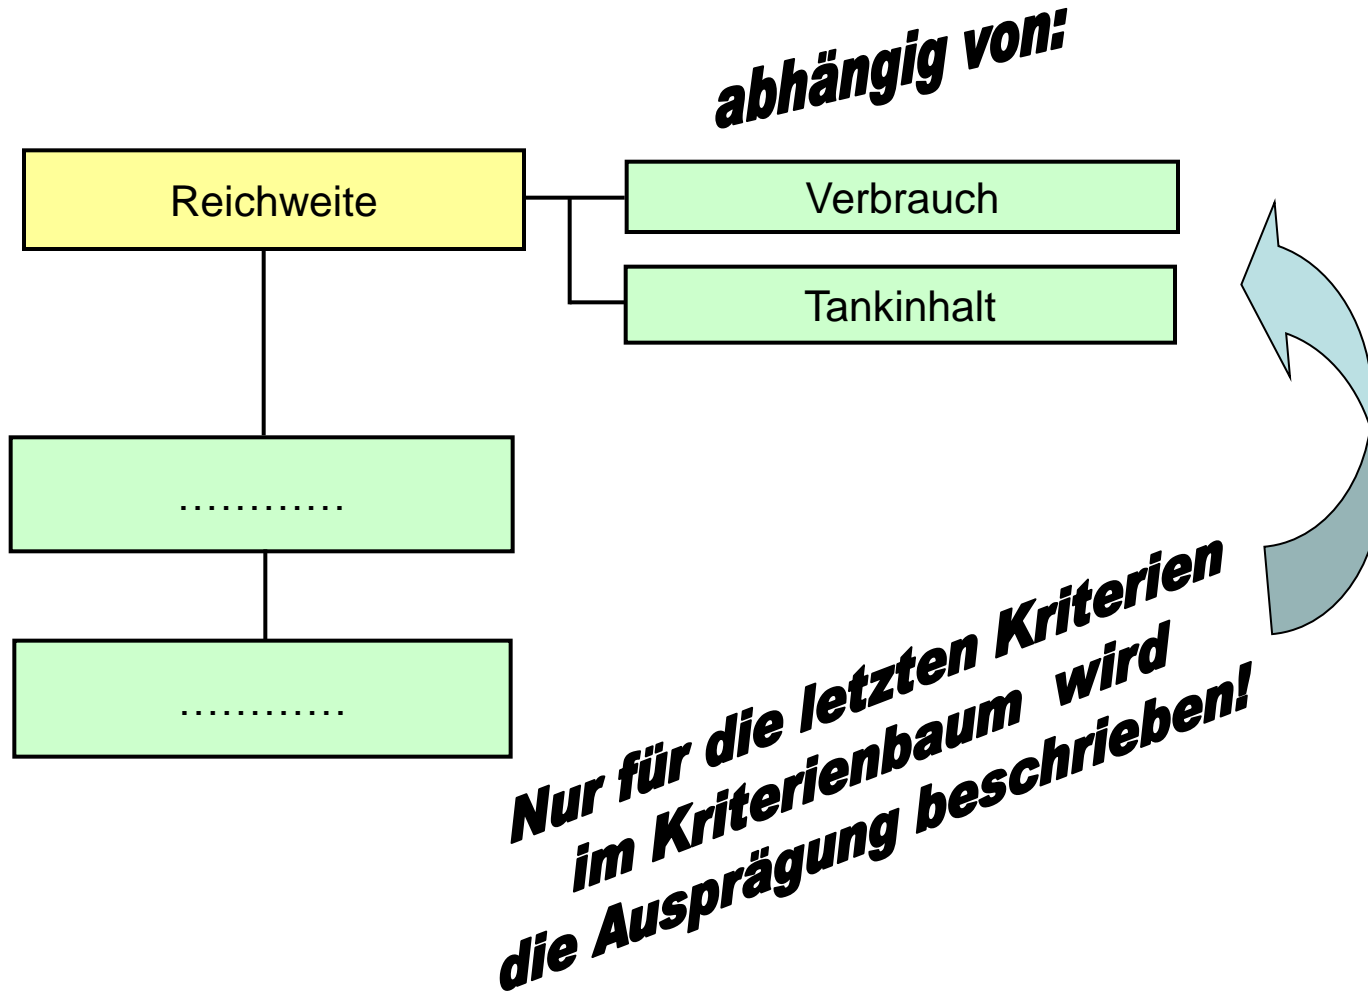 abhängig von:
Reichweite
Verbrauch
Tankinhalt
............
............
Nur für die letzten Kriterien
im Kriterienbaum wird
die Ausprägung beschrieben!